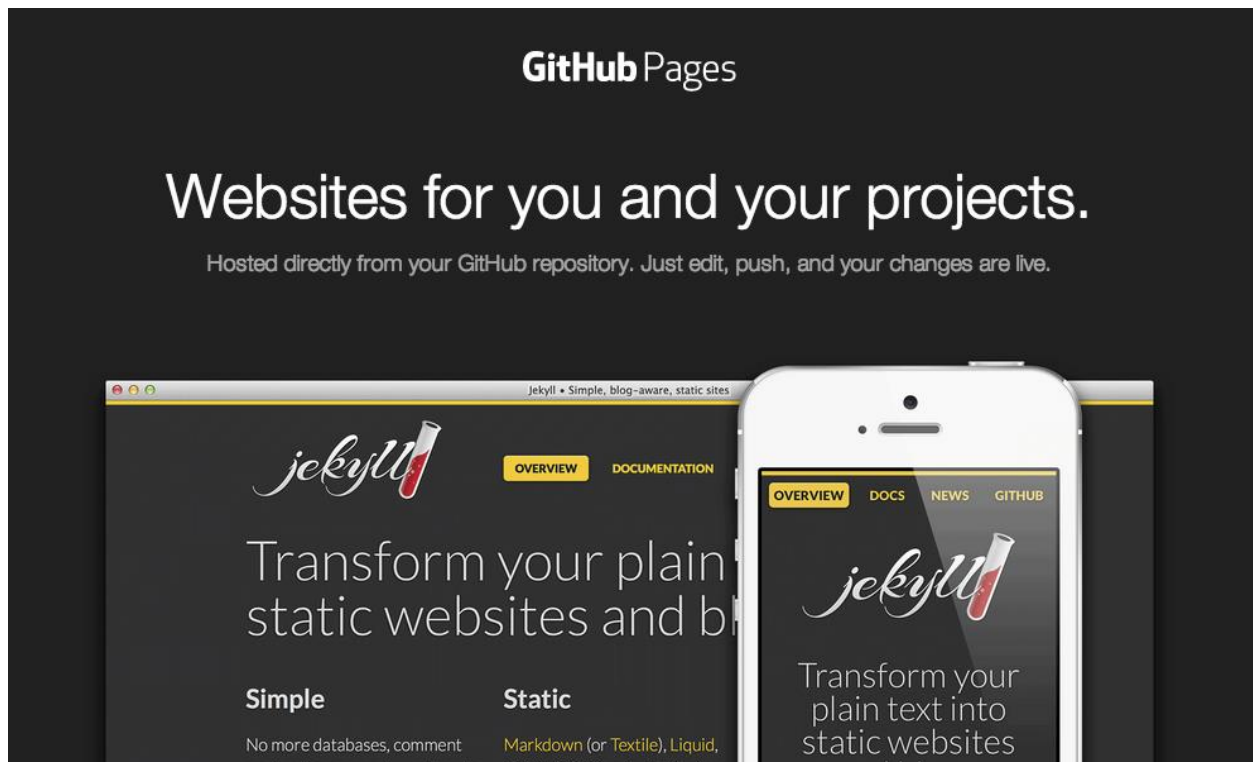 GitHub Pages
Websites for you and your projects.
Hosted directly from your GitHub repository. Just edit, push, and your changes are live.
Jekyll • Simple, blog-aware, static sites
jekyll
OVERVIEW DOCUMENTATION
Transform your plain
static websites and bl
Simple
No more databases, comment
Static
Markdown (or Textile), Liquid,
OVERVIEW DOCS NEWS GITHUB
jekyll
Transform your
plain text into
static websites